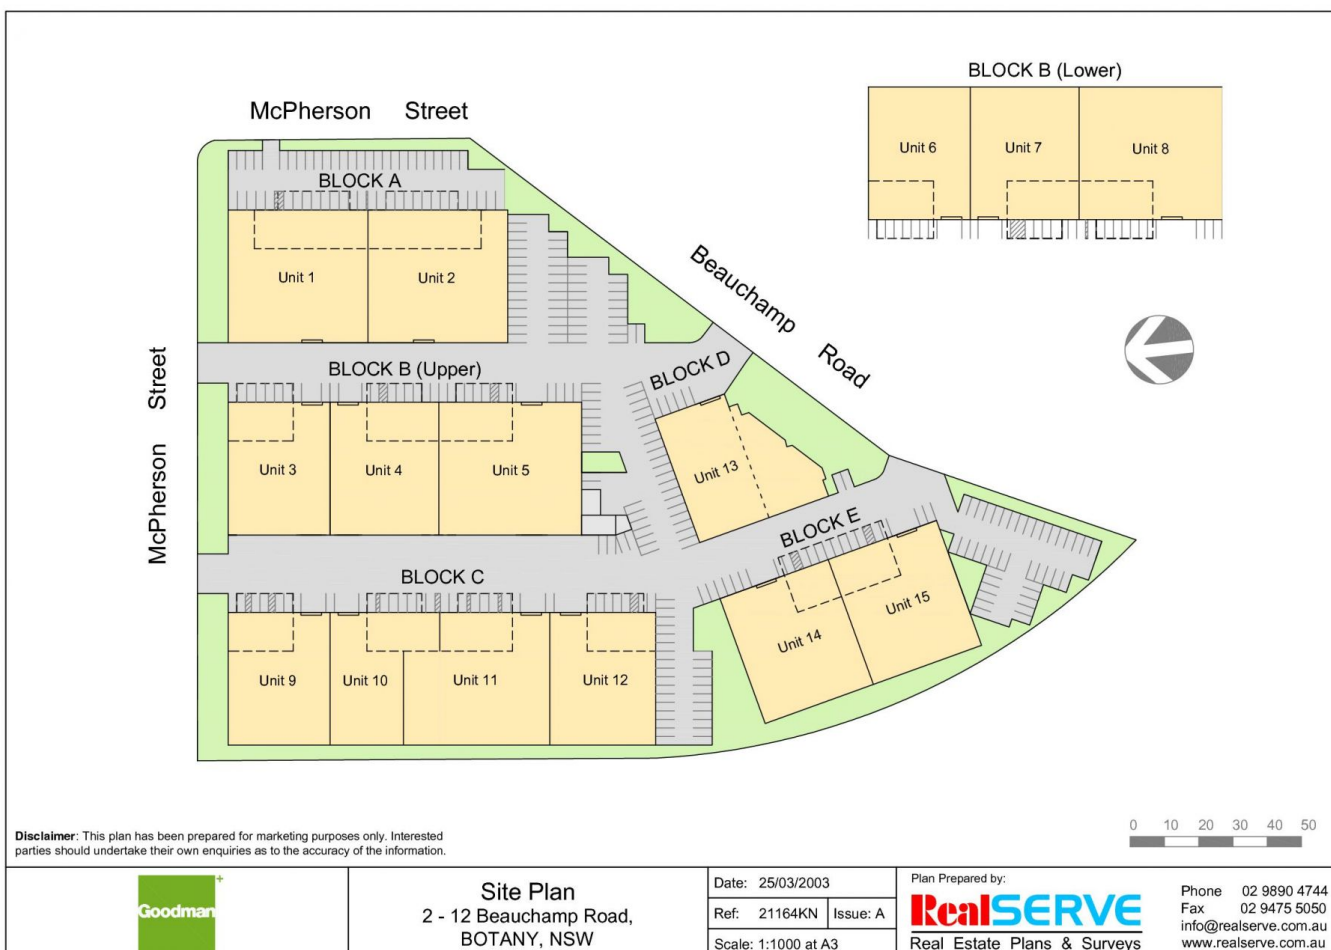 BLOCK B (Lower)
Unit 6
Unit 7
Unit 8
McPherson Street
BLOCK A
Unit 1
Unit 2
Beauchamp Road
McPherson Street
BLOCK B (Upper)
BLOCK D
Unit 3
Unit 4
Unit 5
Unit 13
BLOCK E
BLOCK C
Unit 14
Unit 15
Unit 9
Unit 10
Unit 11
Unit 12
0 10 20 30 40 50
Disclaimer: This plan has been prepared for marketing purposes only. Interested
parties should undertake their own enquiries as to the accuracy of the information.
Goodman+
Site Plan
2 - 12 Beauchamp Road,
BOTANY, NSW
Date: 25/03/2003
Ref: 21164KN
Issue: A
Scale: 1:1000 at A3
Plan Prepared by:
RealSERVE
Real Estate Plans & Surveys
Phone 02 9890 4744
Fax 02 9475 5050
info@realserve.com.au
www.realserve.com.au